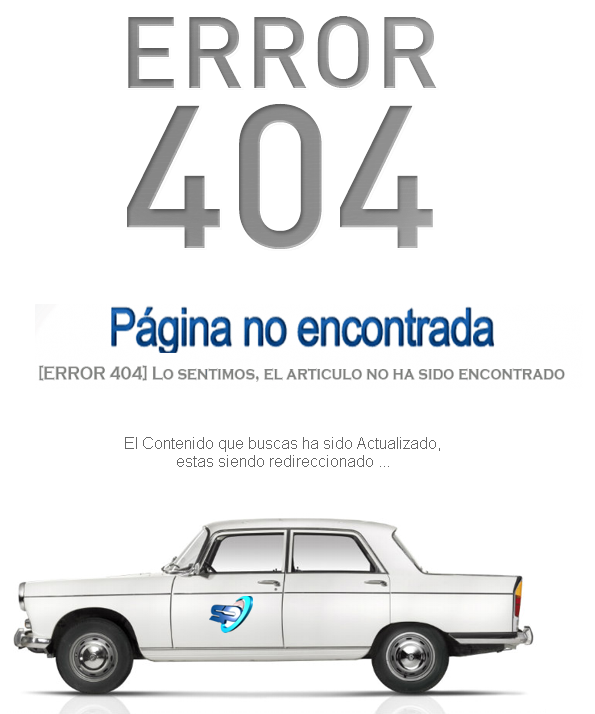 ERROR
404
Página no encontrada
[ERROR 404] LO SENTIMOS, EL ARTICULO NO HA SIDO ENCONTRADO
El Contenido que buscas ha sido Actualizado,
estas siendo redireccionado ...